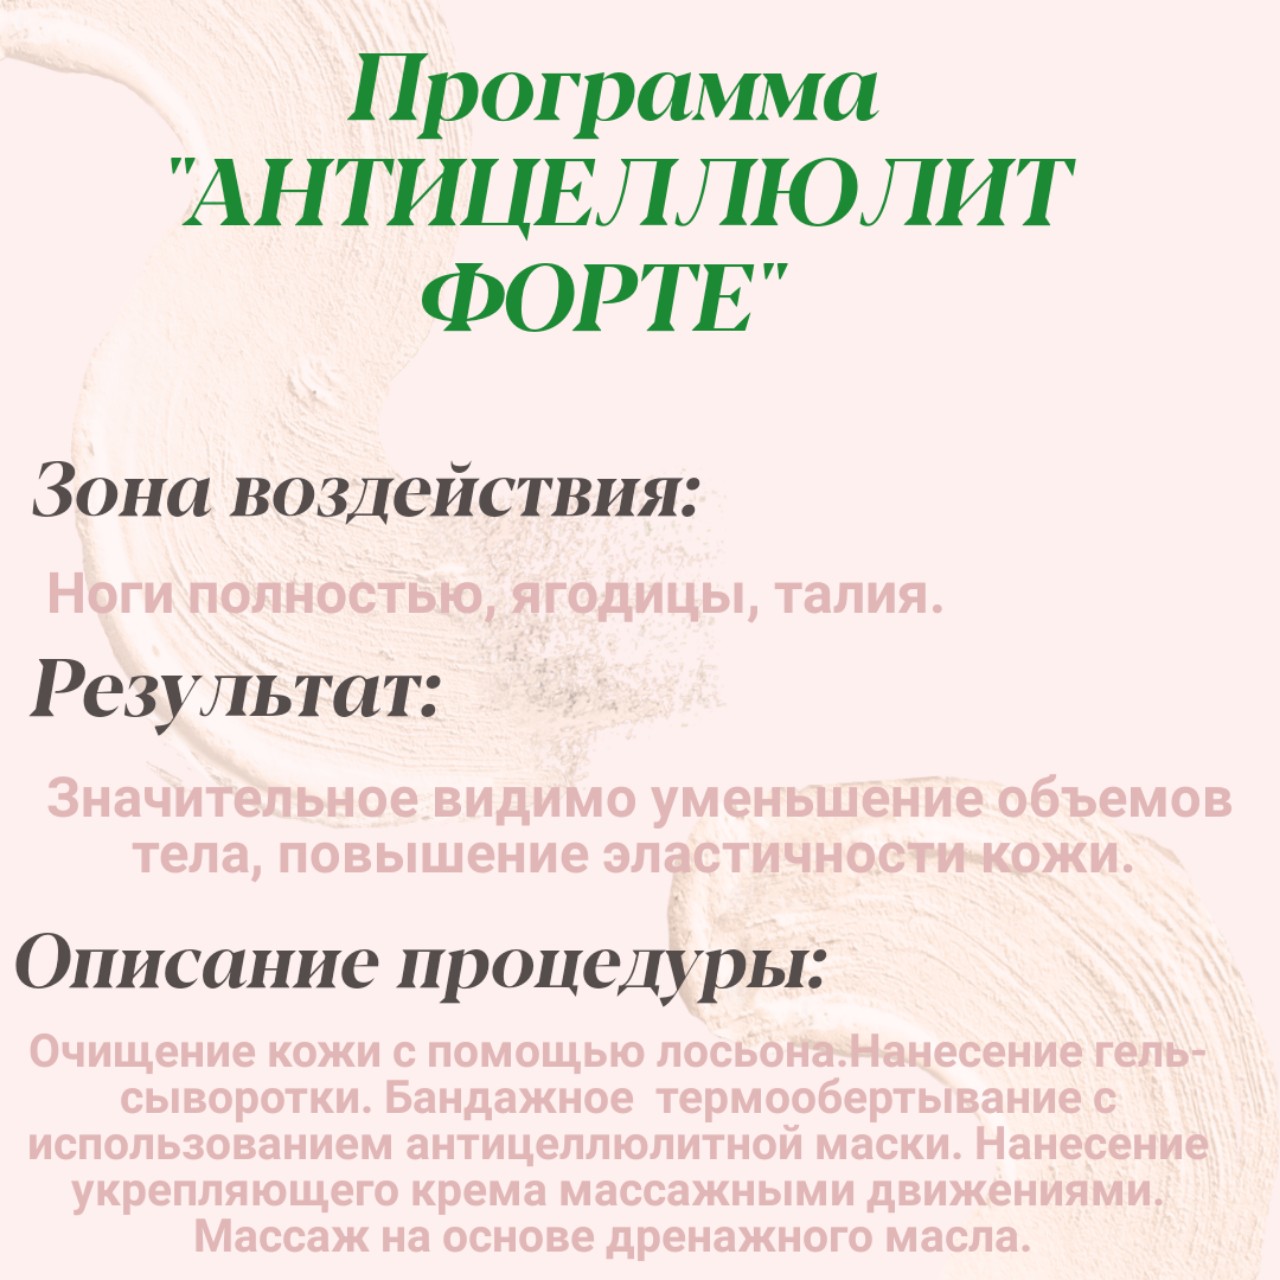 Программа
"АНТИЦЕЛЛЮЛИТ
ФОРТЕ"
Зона воздействия:
Ноги полностью, ягодицы, талия.
Результат:
Значительное видимо уменьшение объемов
тела, повышение эластичности кожи.
Описание процедуры:
Очищение кожи с помощью лосьона.Нанесение гель-
сыворотки. Бандажное термообертывание с
использованием антицеллюлитной маски. Нанесение
укрепляющего крема массажными движениями.
Массаж на основе дренажного масла.